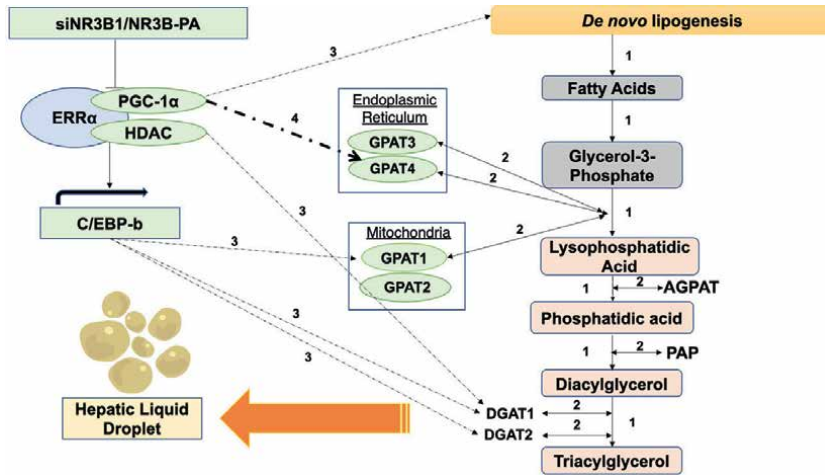 siNR3B1/NR3B-PA
De novo lipogenesis
3
1
PGC-1α
ERRα
HDAC
Endoplasmic
Reticulum
Fatty Acids
4
1
GPAT3
GPAT4
2
2
Glycerol-3-
Phosphate
C/EBP-b
3
3
Mitochondria
GPAT1
GPAT2
2
1
Lysophosphatidic
Acid
1
2
AGPAT
Phosphatidic acid
3
3
1
2
PAP
Diacylglycerol
Hepatic Liquid
Droplet
DGAT1
2
DGAT2
2
1
Triacylglycerol